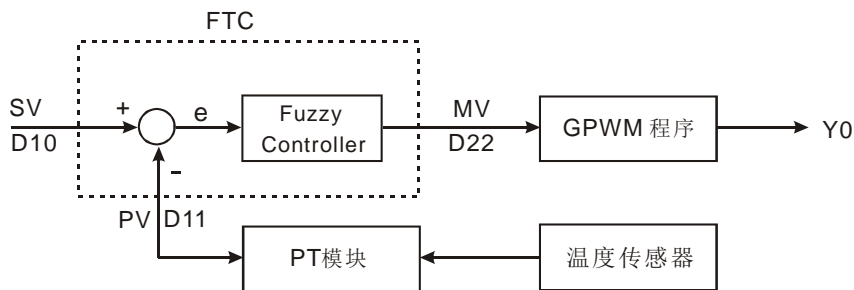 FTC
SV
D10
+
e
−
Fuzzy
Controller
MV
D22
GPWM 程序
Y0
PV
D11
PT模块
温度传感器